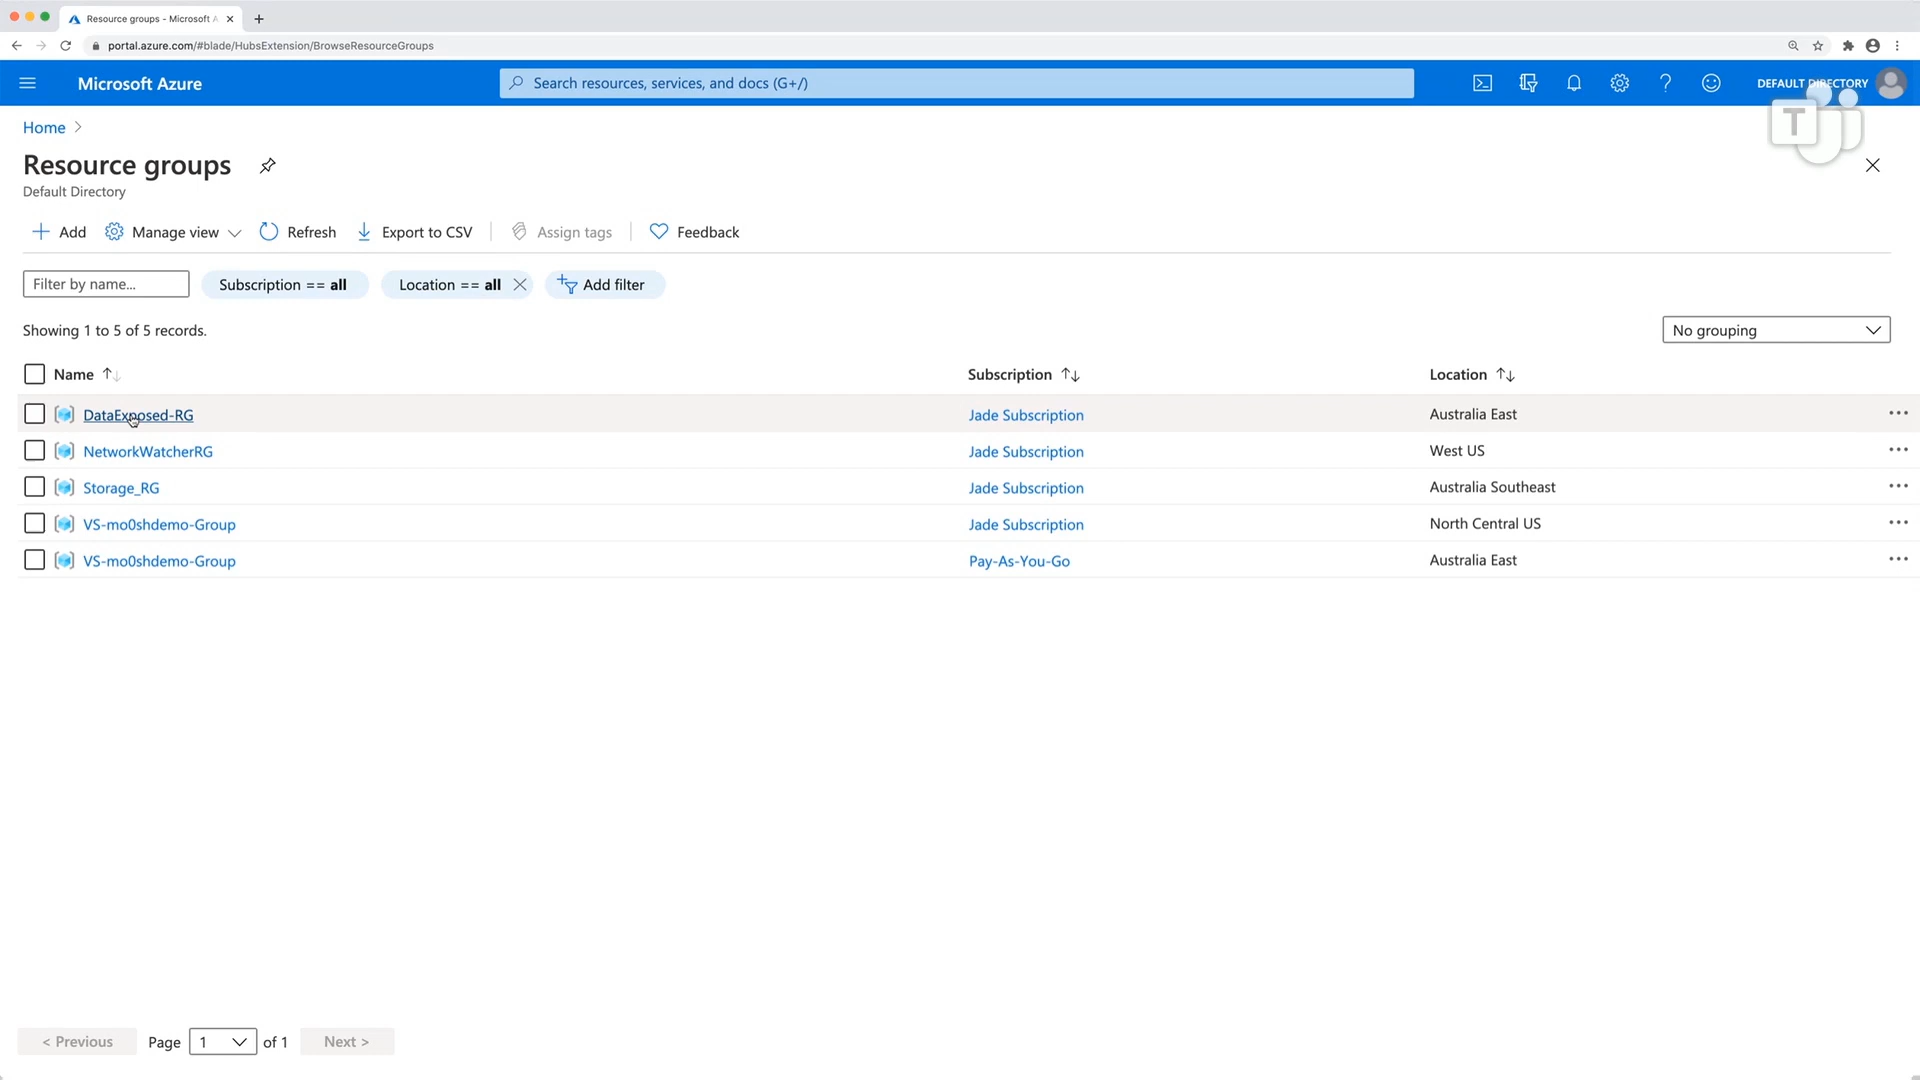 Resource groups - Microsoft A
portal.azure.com/#blade/HubsExtension/BrowseResourceGroups
Microsoft Azure
Search resources, services, and docs (G+/)
DEFAULT DIRECTORY
T
Home
Resource groups
Default Directory
Add
Manage view
Refresh
Export to CSV
Assign tags
Feedback
Filter by name...
Subscription == all
Location == all
Add filter
Showing 1 to 5 of 5 records.
No grouping
Name
Subscription
Location
DataExposed-RG
Jade Subscription
Australia East
NetworkWatcherRG
Jade Subscription
West US
Storage_RG
Jade Subscription
Australia Southeast
VS-mo0shdemo-Group
Jade Subscription
North Central US
VS-mo0shdemo-Group
Pay-As-You-Go
Australia East
< Previous
Page 1 of 1
Next >